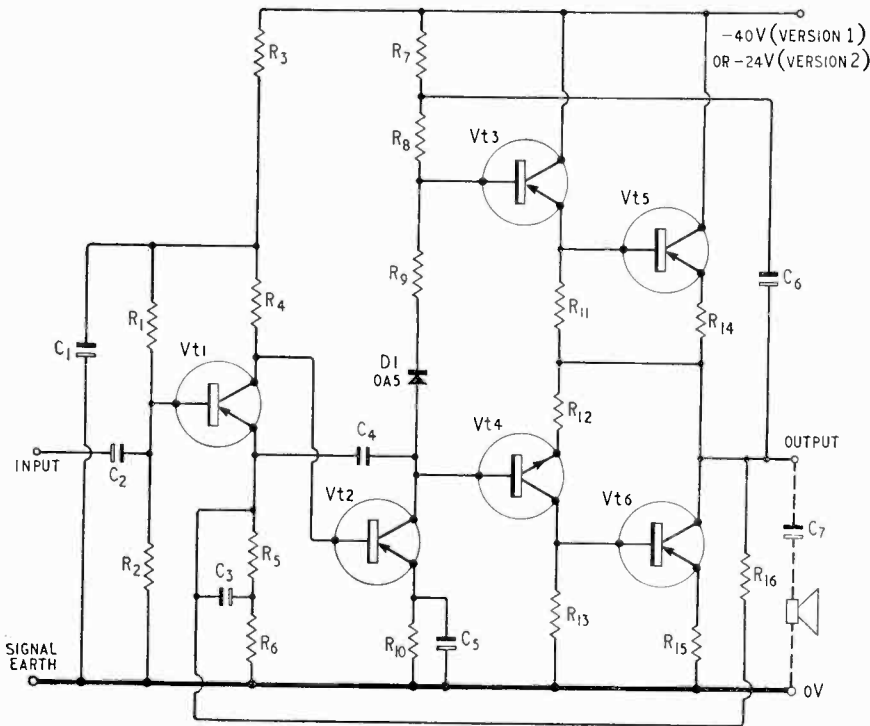 -40V (VERSION 1)
OR -24V (VERSION 2)
R3
R7
R8
Vt3
Vt5
R1
R4
R9
R11
R14
C6
C1
Vt1
D1
OA5
R12
C4
Vt4
OUTPUT
INPUT
C2
Vt2
Vt6
C7
R2
C3
R5
R16
R6
R10
C5
R13
R15
SIGNAL
EARTH
0V